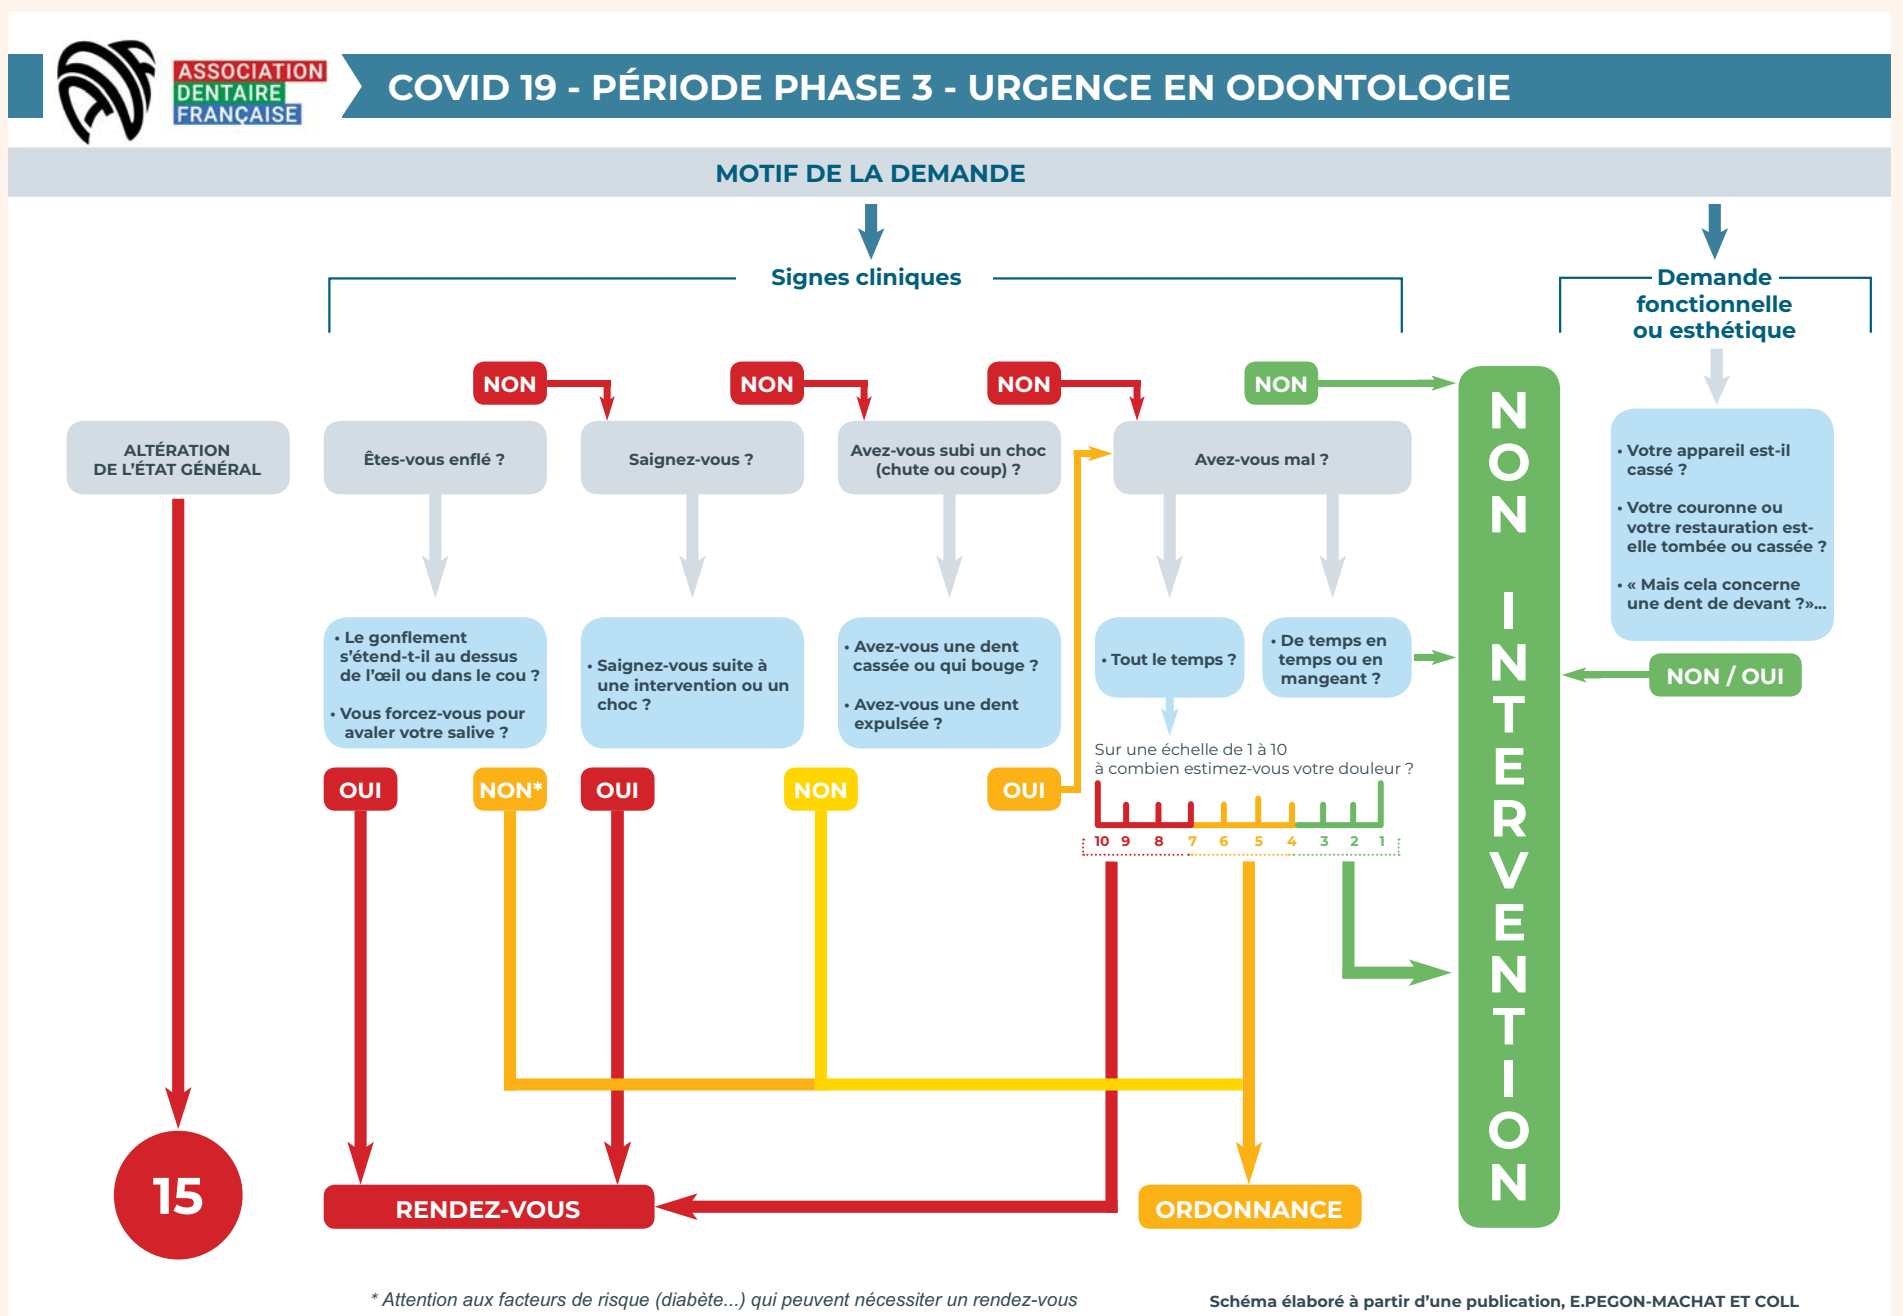 ASSOCIATION
DENTAIRE
FRANÇAISE
COVID 19 - PÉRIODE PHASE 3 - URGENCE EN ODONTOLOGIE
MOTIF DE LA DEMANDE
Signes cliniques
Demande
fonctionnelle
ou esthétique
NON
NON
NON
NON
ALTÉRATION
DE L’ÉTAT GÉNÉRAL
Êtes-vous enflé ?
Saignez-vous ?
Avez-vous subi un choc
(chute ou coup) ?
Avez-vous mal ?
• Le gonflement
s’étend-t-il au dessus
de l’œil ou dans le cou ?
• Vous forcez-vous pour
avaler votre salive ?
• Saignez-vous suite à
une intervention ou un
choc ?
• Avez-vous une dent
cassée ou qui bouge ?
• Avez-vous une dent
expulsée ?
• Tout le temps ?
• De temps en
temps ou en
mangeant ?
NON INTERVENTION
• Votre appareil est-il
cassé ?
• Votre couronne ou
votre restauration est-
elle tombée ou cassée ?
• « Mais cela concerne
une dent de devant ?»...
NON / OUI
Sur une échelle de 1 à 10
à combien estimez-vous votre douleur ?
10 9 8 7 6 5 4 3 2 1
OUI
NON*
OUI
NON
OUI
15
RENDEZ-VOUS
ORDONNANCE
* Attention aux facteurs de risque (diabète...) qui peuvent nécessiter un rendez-vous
Schéma élaboré à partir d’une publication, E.PEGON-MACHAT ET COLL